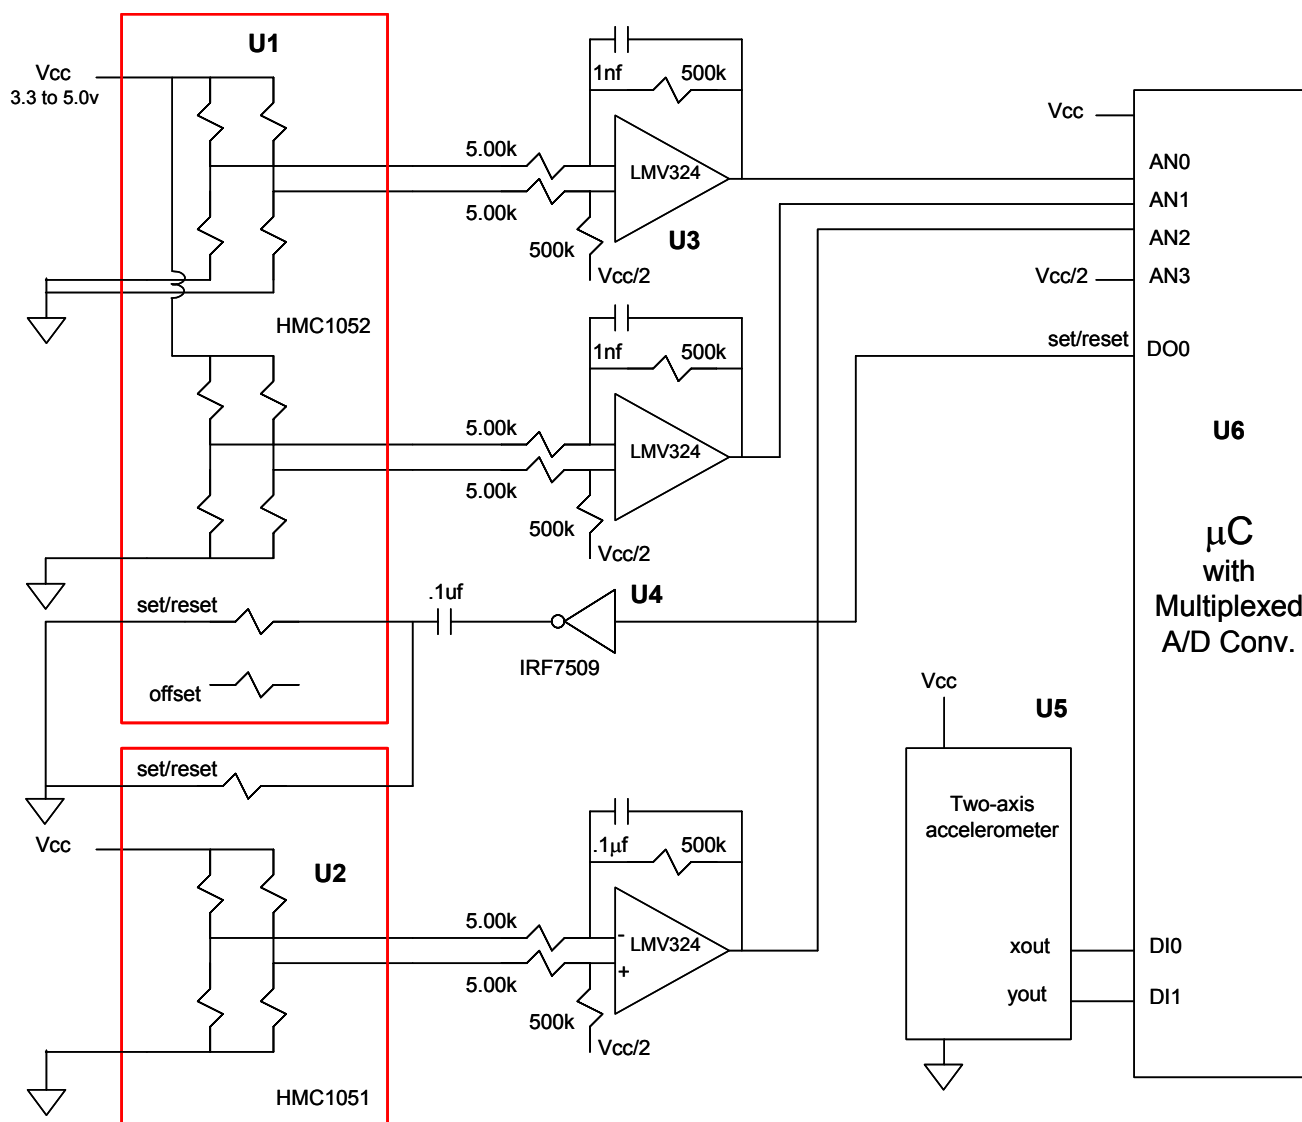 U1
Vcc
3.3 to 5.0v
1nf
500k
5.00k
LMV324
5.00k
500k
U3
Vcc/2
HMC1052
1nf
500k
5.00k
LMV324
5.00k
500k
Vcc/2
set/reset
.1uf
U4
IRF7509
offset
set/reset
Vcc
U2
.1µf
500k
5.00k
-
LMV324
+
5.00k
500k
Vcc/2
HMC1051
Vcc
AN0
AN1
AN2
Vcc/2
AN3
set/reset
DO0
U6
µC
with
Multiplexed
A/D Conv.
Vcc
U5
Two-axis
accelerometer
xout
DI0
yout
DI1